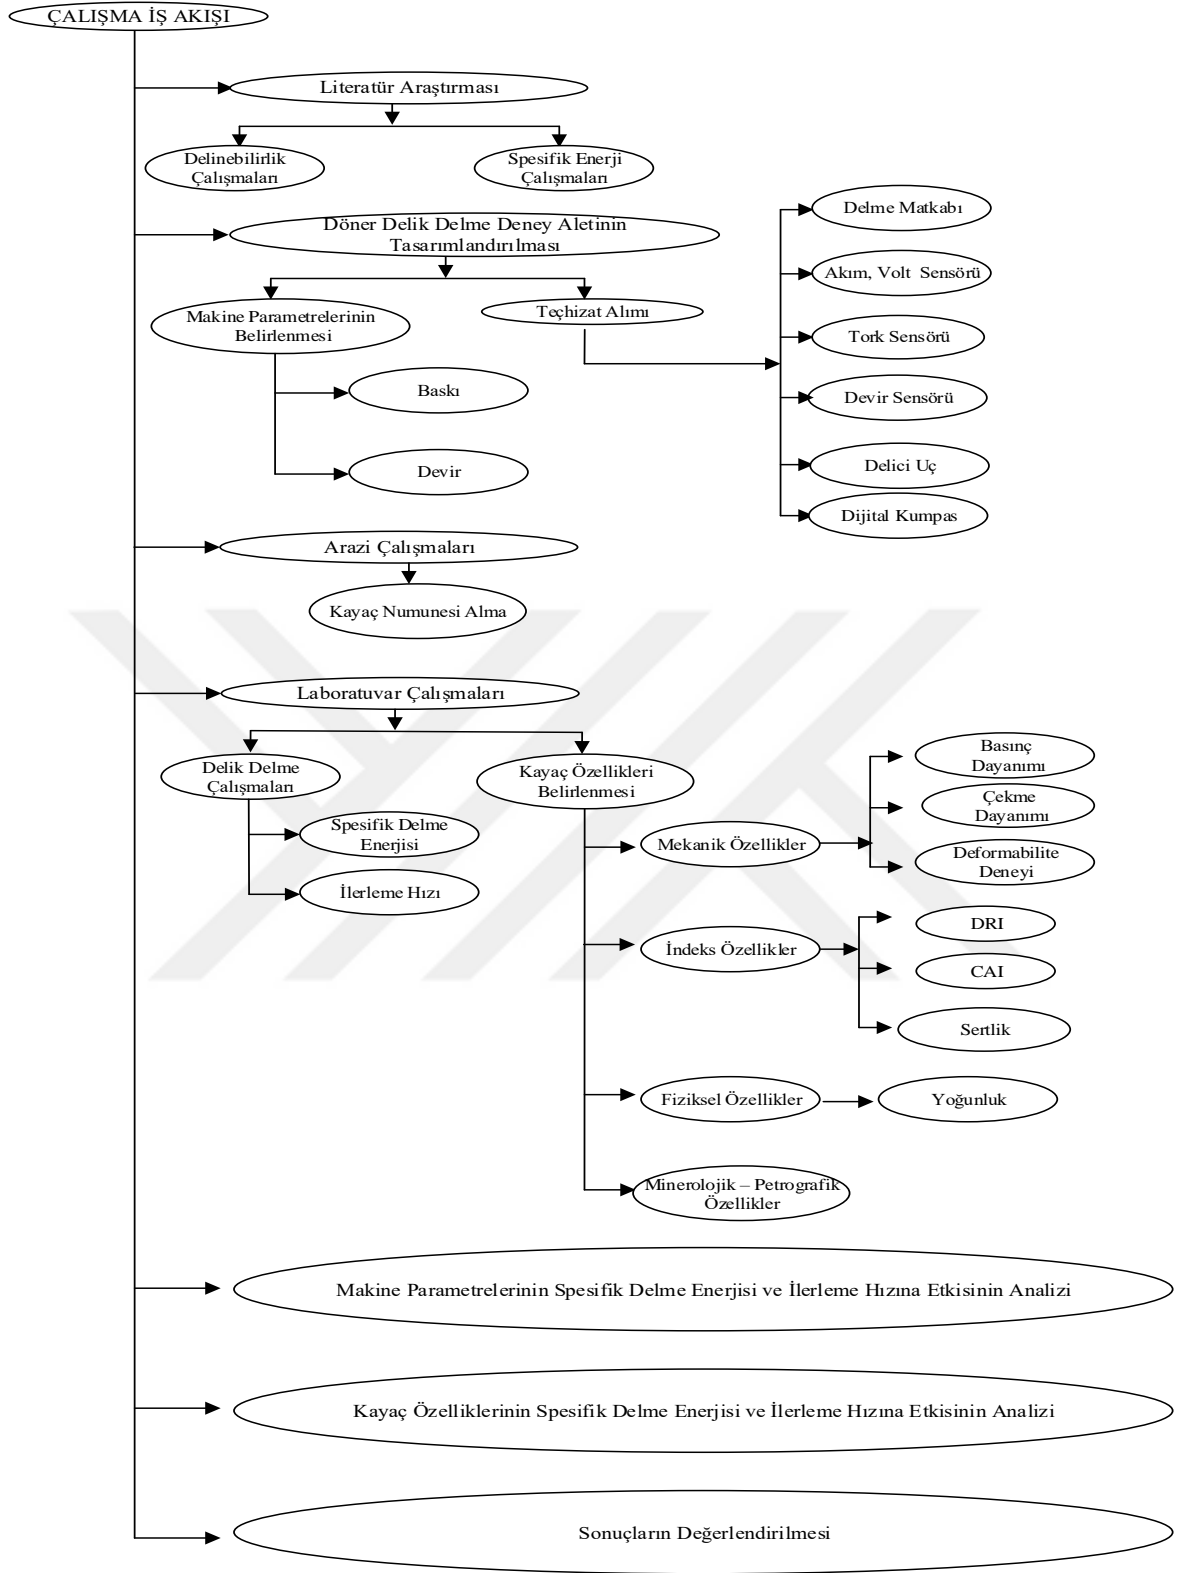 ÇALIŞMA İŞ AKIŞI
Literatür Araştırması
Delinebilirlik
Çalışmaları
Spesifik Enerji
Çalışmaları
Döner Delik Delme Deney Aletinin
Tasarımlandırılması
Makine Parametrelerinin
Belirlenmesi
Baskı
Devir
Teçhizat Alımı
Delme Matkabı
Akım, Volt Sensörü
Tork Sensörü
Devir Sensörü
Delici Uç
Dijital Kumpas
Arazi Çalışmaları
Kayaç Numunesi Alma
Laboratuvar Çalışmaları
Delik Delme
Çalışmaları
Spesifik Delme
Enerjisi
İlerleme Hızı
Kayaç Özellikleri
Belirlenmesi
Mekanik Özellikler
Basınç
Dayanımı
Çekme
Dayanımı
Deformabilite
Deneyi
İndeks Özellikler
DRI
CAI
Sertlik
Fiziksel Özellikler
Yoğunluk
Minerolojik – Petrografik
Özellikler
Makine Parametrelerinin Spesifik Delme Enerjisi ve İlerleme Hızına Etkisinin Analizi
Kayaç Özelliklerinin Spesifik Delme Enerjisi ve İlerleme Hızına Etkisinin Analizi
Sonuçların Değerlendirilmesi